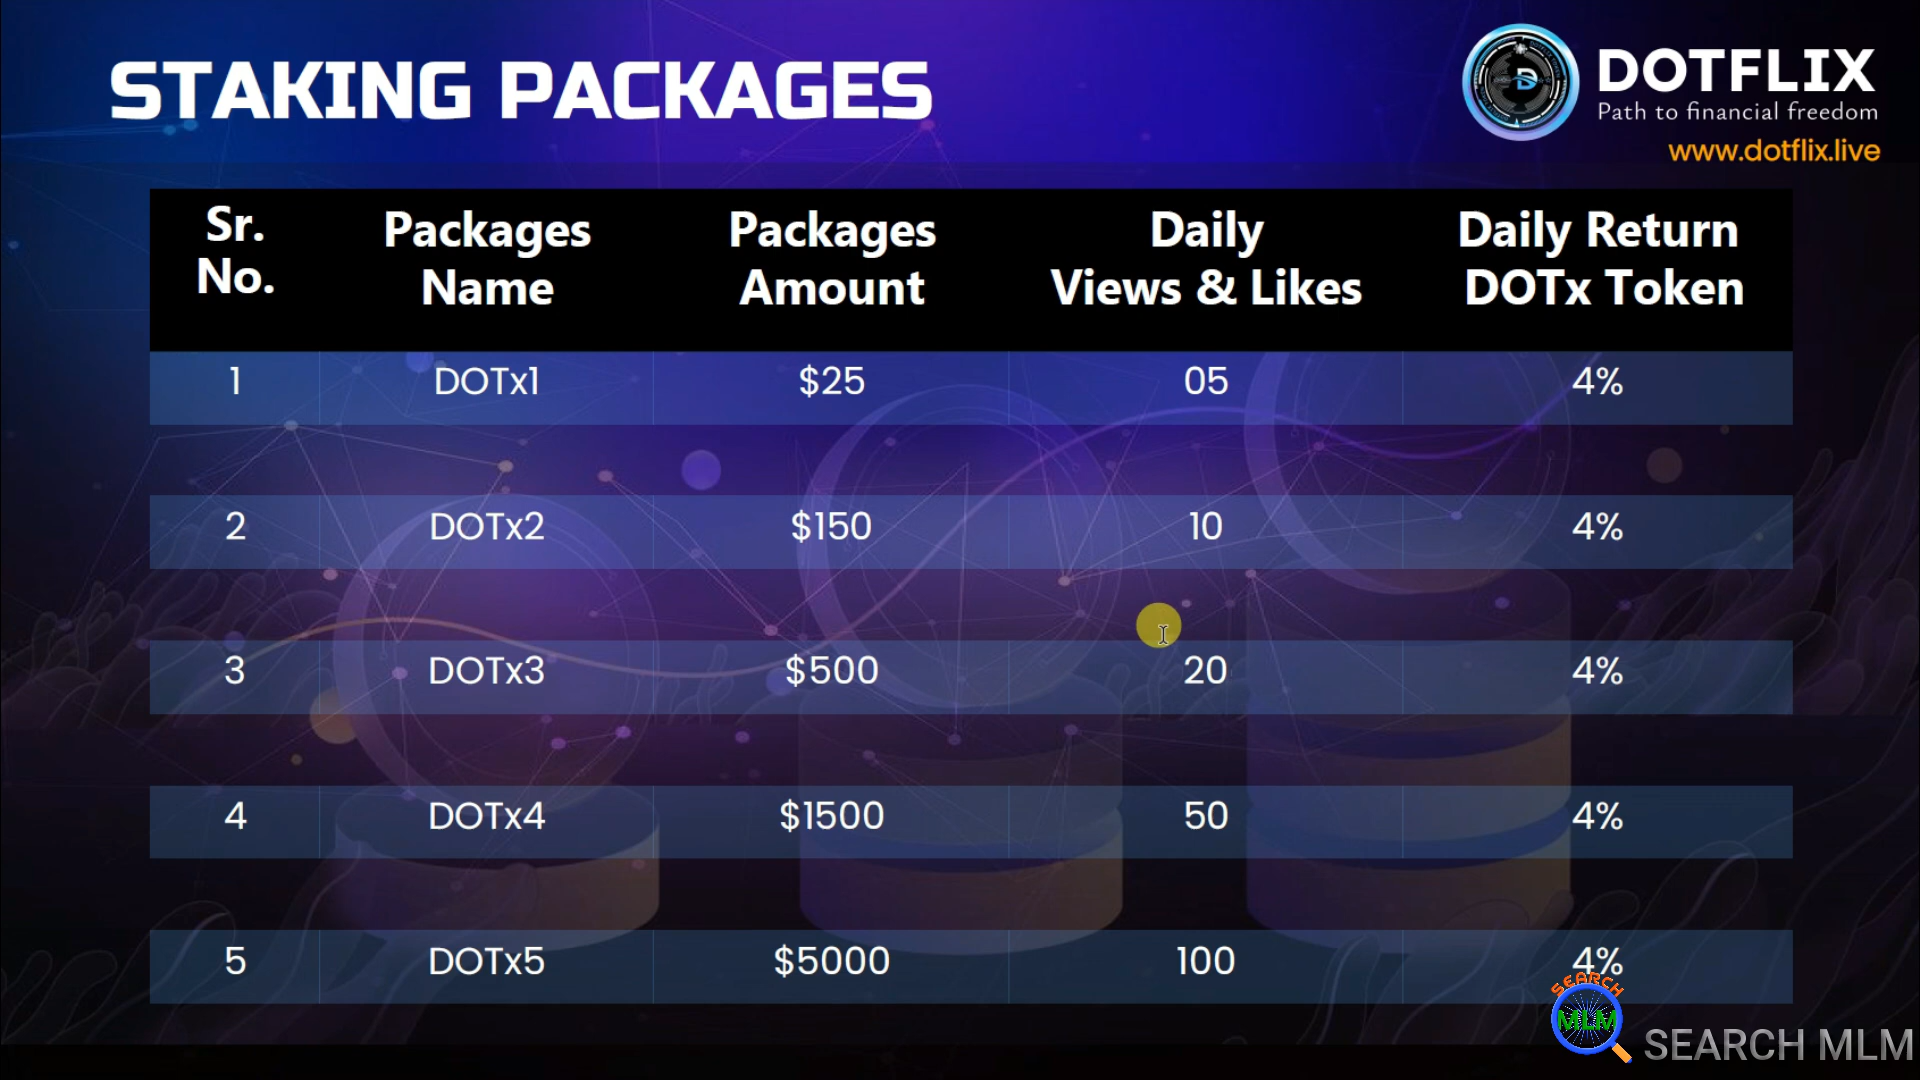 STAKING PACKAGES
DOTFLIX
Path to financial freedom
www.dotflix.live
Sr. No. Packages Name Packages Amount Daily Views & Likes Daily Return DOTx Token
1 DOTx1 $25 05 4%
2 DOTx2 $150 10 4%
3 DOTx3 $500 20 4%
4 DOTx4 $1500 50 4%
5 DOTx5 $5000 100 4%
SEARCH
MLM
SEARCH MLM